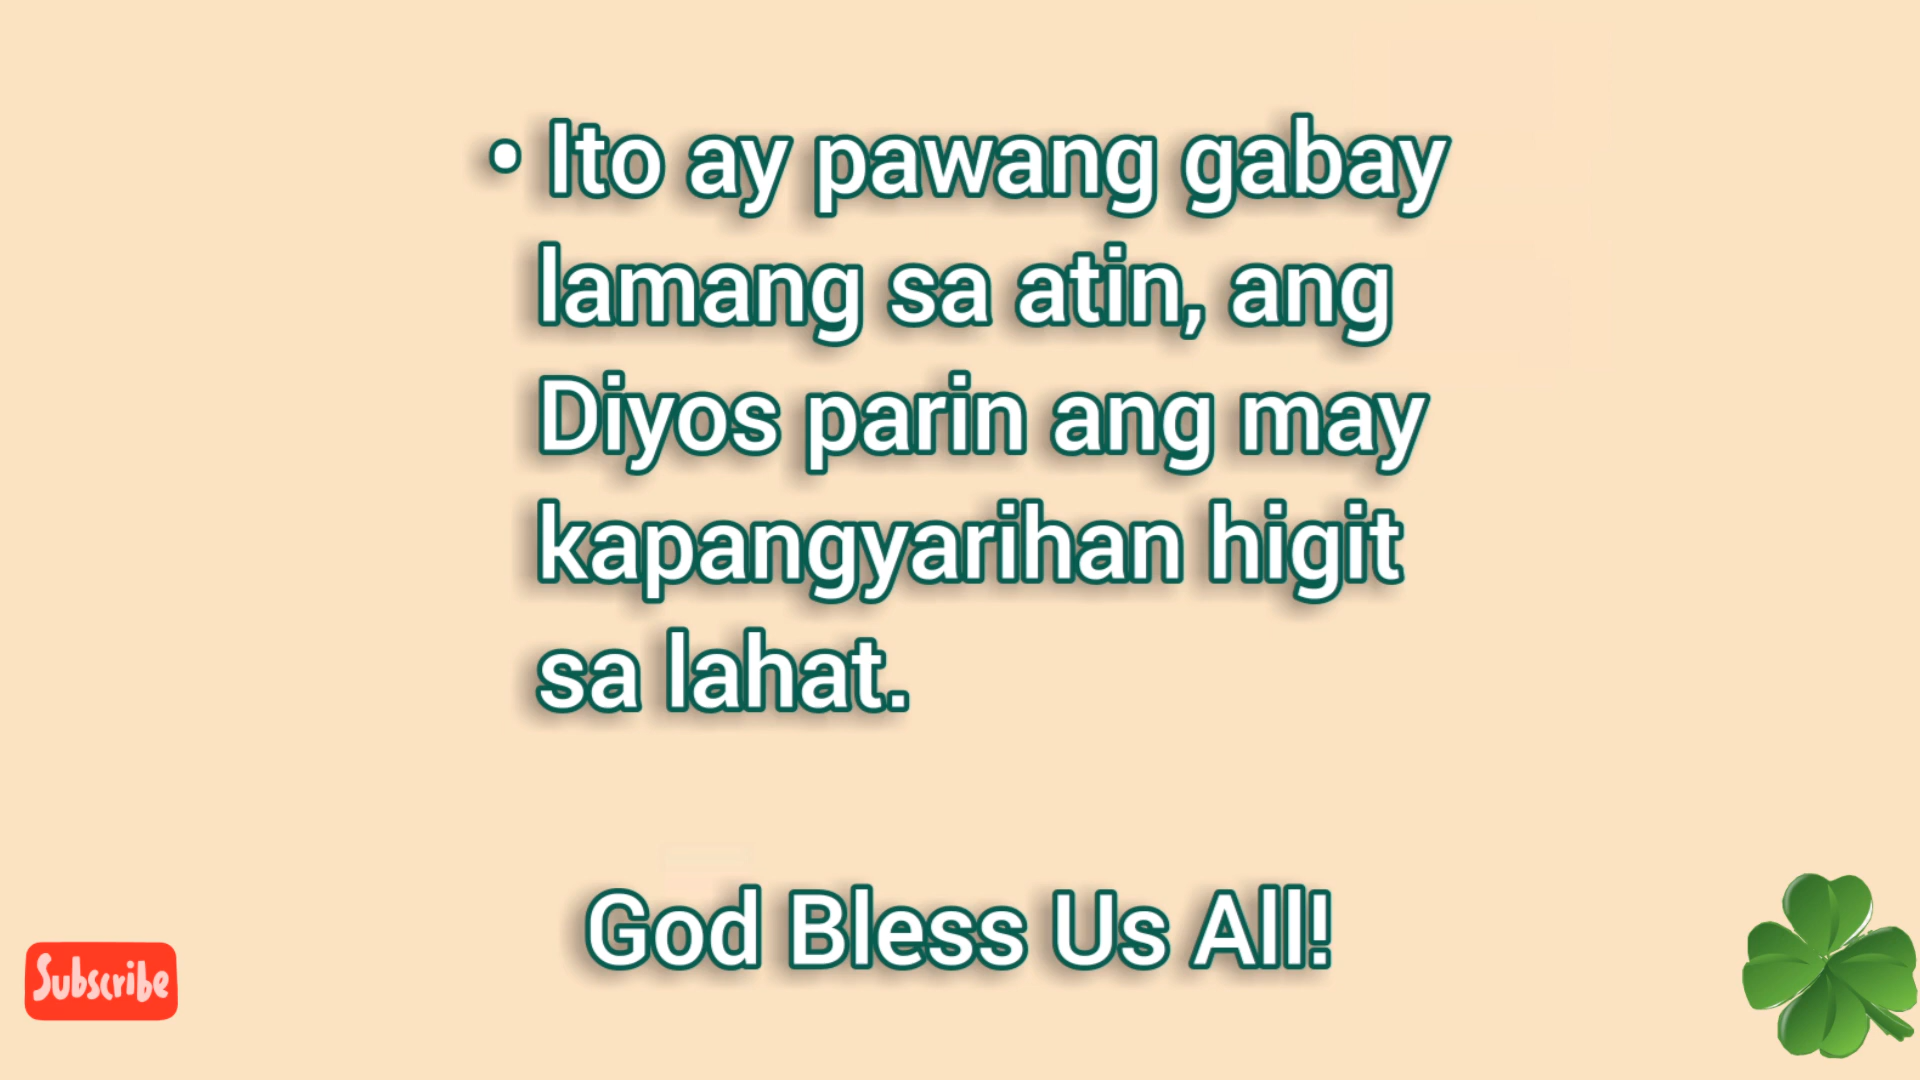 • Ito ay pawang gabay
lamang sa atin, ang
Diyos parin ang may
kapangyarihan higit
sa lahat.
God Bless Us All!
Subscribe